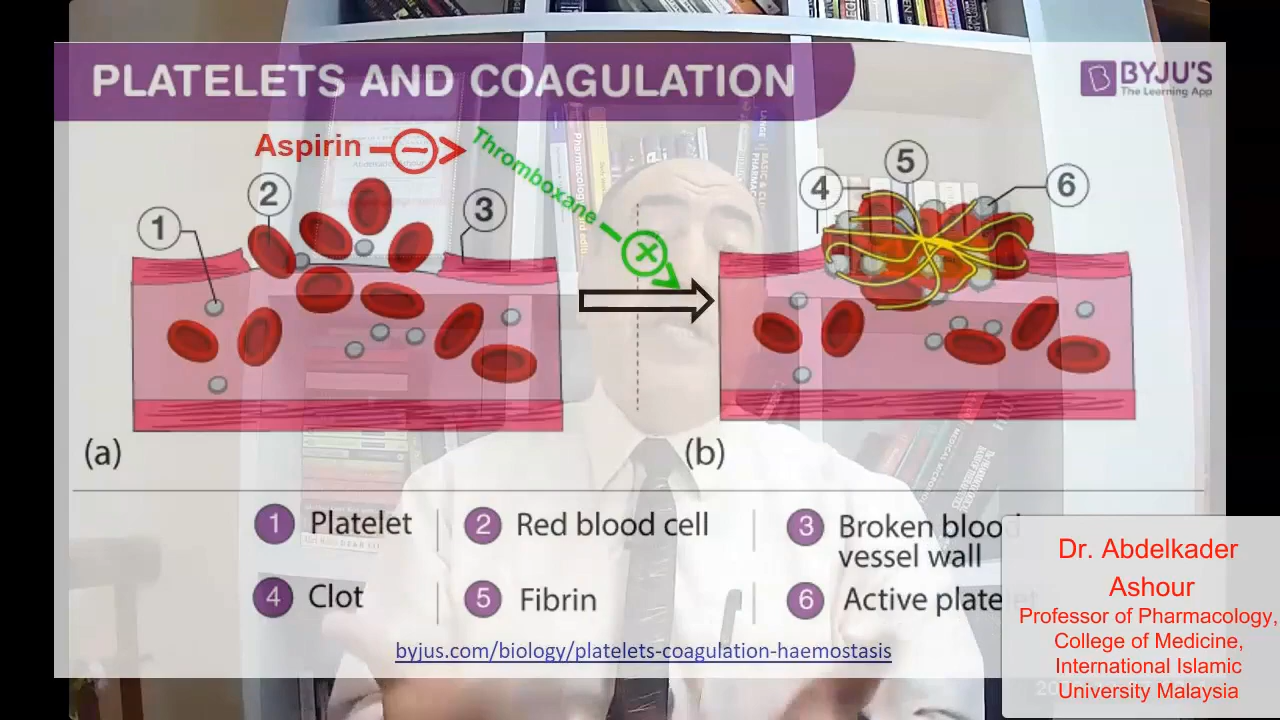 PLATELETS AND COAGULATION
BYJU'S
The Learning App
Aspirin
Thromboxane
1
2
3
4
5
6
(a)
(b)
1 Platelet
2 Red blood cell
3 Broken blood
vessel wall
4 Clot
5 Fibrin
6 Active platelet
byjus.com/biology/platelets-coagulation-haemostasis
Dr. Abdelkader
Ashour
Professor of Pharmacology,
College of Medicine,
International Islamic
University Malaysia